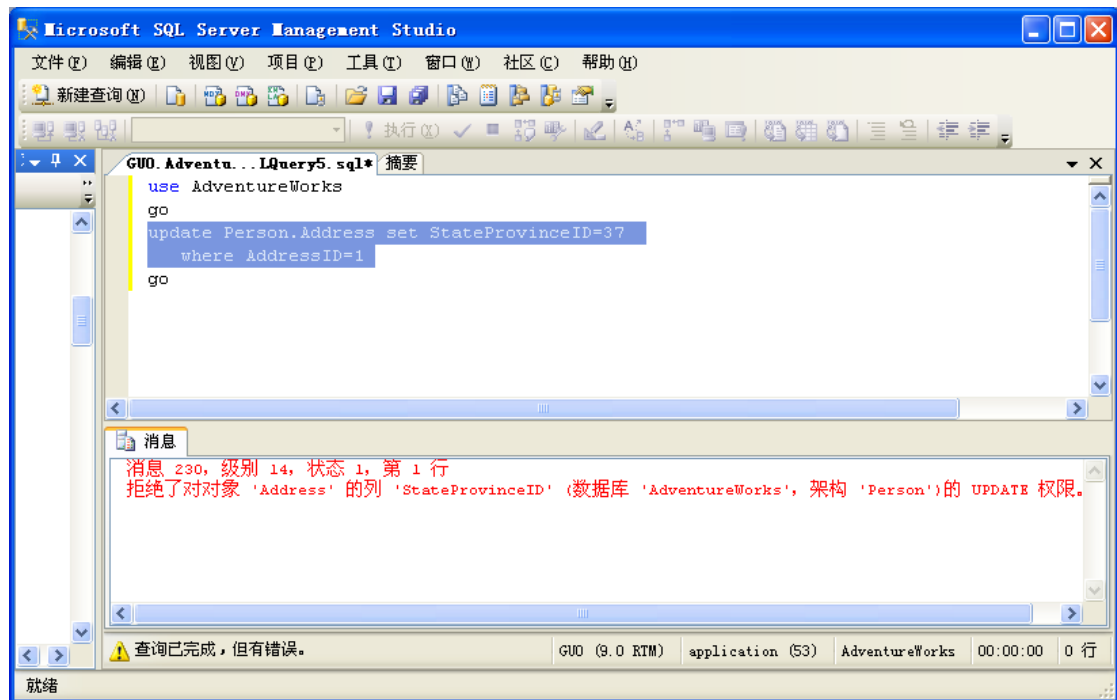 Microsoft SQL Server Management Studio
文件(F) 编辑(E) 视图(V) 项目(P) 工具(T) 窗口(W) 社区(C) 帮助(H)
新建查询(N)
执行(X)
GUO.Adventu...LQuery5.sql* 摘要
use AdventureWorks
go
update Person.Address set StateProvinceID=37
where AddressID=1
go
消息
消息 230，级别 14，状态 1，第 1 行
拒绝了对对象 'Address' 的列 'StateProvinceID' (数据库 'AdventureWorks'，架构 'Person')的 UPDATE 权限。
查询已完成，但有错误。 GUO (9.0 RTM) application (53) AdventureWorks 00:00:00 0 行
就绪